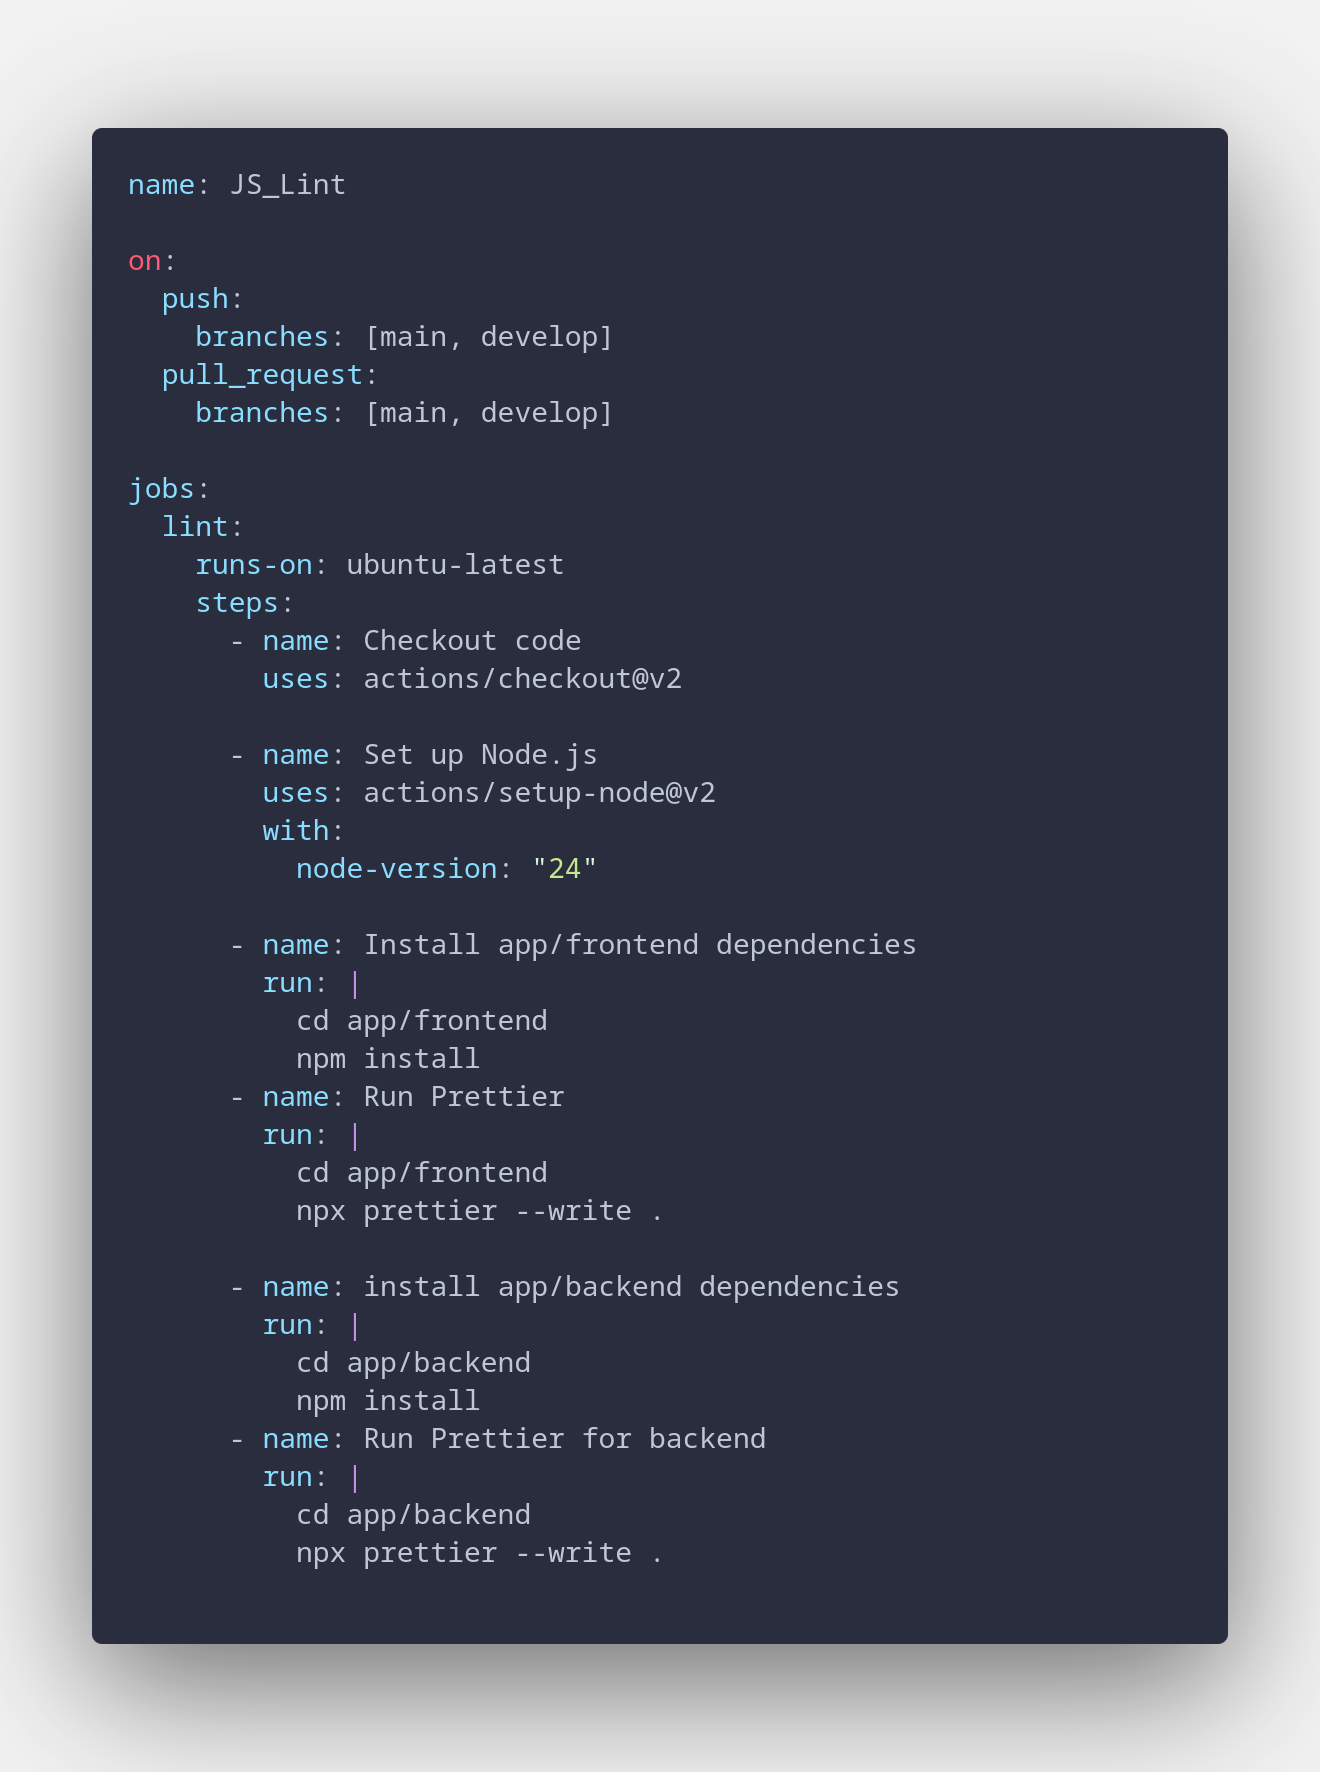 name: JS_Lint

on:
  push:
    branches: [main, develop]
  pull_request:
    branches: [main, develop]

jobs:
  lint:
    runs-on: ubuntu-latest
    steps:
      - name: Checkout code
        uses: actions/checkout@v2

      - name: Set up Node.js
        uses: actions/setup-node@v2
        with:
          node-version: "24"

      - name: Install app/frontend dependencies
        run: |
          cd app/frontend
          npm install
      - name: Run Prettier
        run: |
          cd app/frontend
          npx prettier --write .

      - name: install app/backend dependencies
        run: |
          cd app/backend
          npm install
      - name: Run Prettier for backend
        run: |
          cd app/backend
          npx prettier --write .